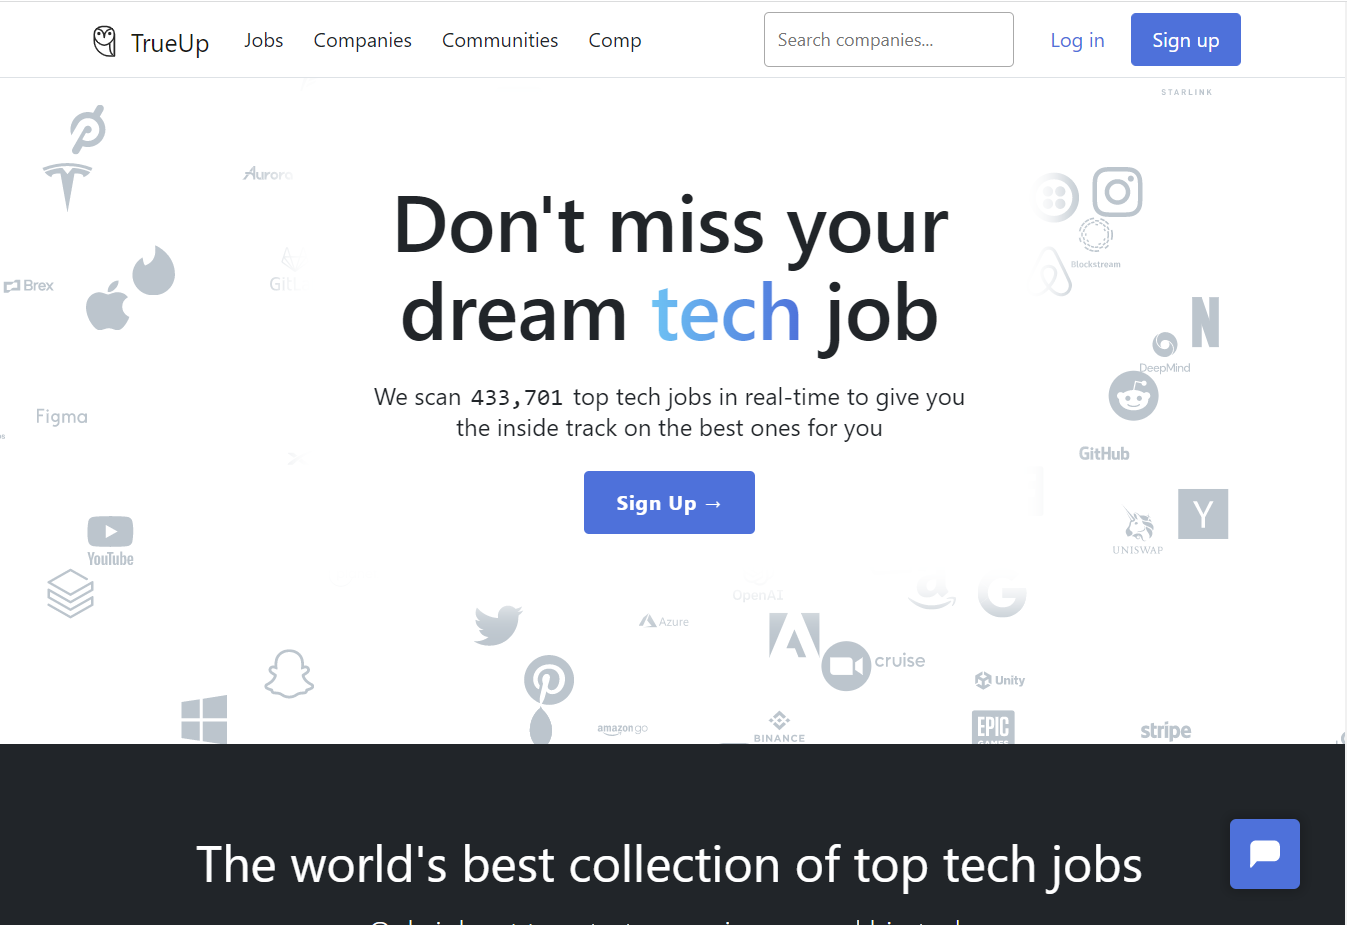 TrueUp
Jobs
Companies
Communities
Comp
Search companies...
Log in
Sign up
STARLINK
Aurora
Brex
Blockstream
DeepMind
Figma
GitHub
Y
YouTube
UNISWAP
Don't miss your
dream tech job
We scan 433,701 top tech jobs in real-time to give you
the inside track on the best ones for you
Sign Up →
OpenAI
Azure
cruise
Unity
amazon go
BINANCE
EPIC
GAMES
stripe
The world's best collection of top tech jobs